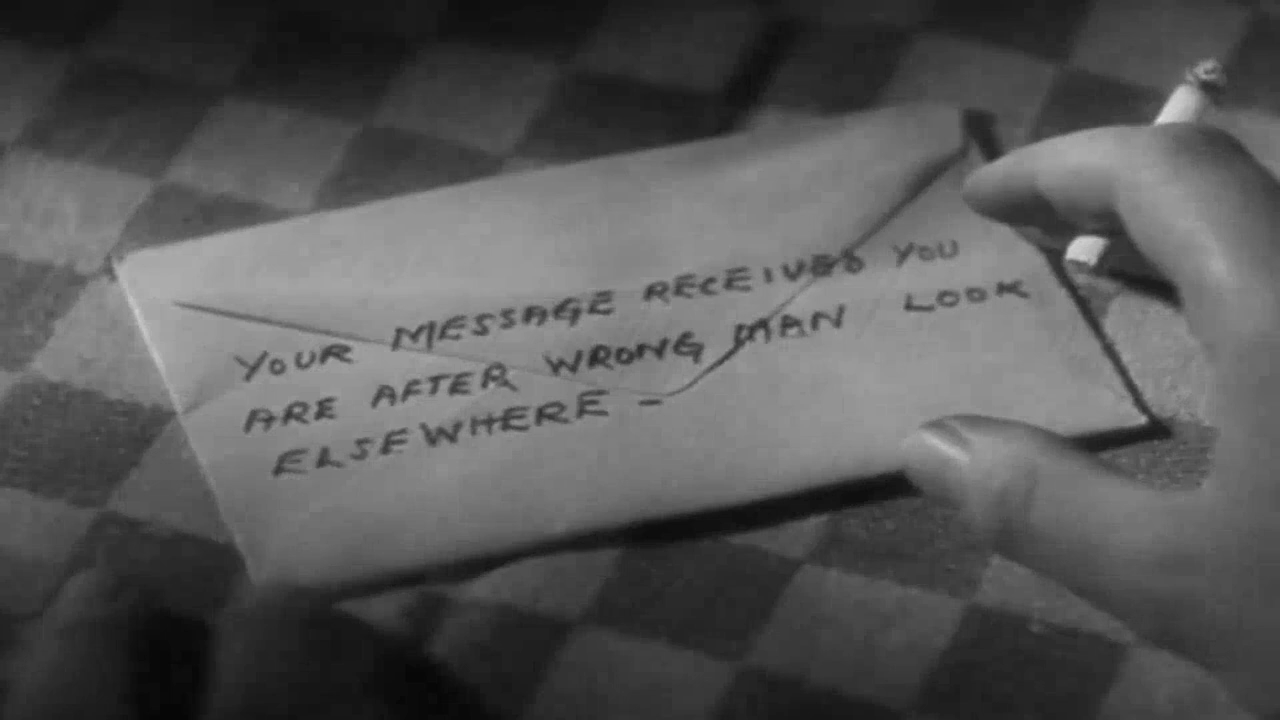 YOUR MESSAGE RECEIVED YOU
ARE AFTER WRONG MAN LOOK
ELSEWHERE –